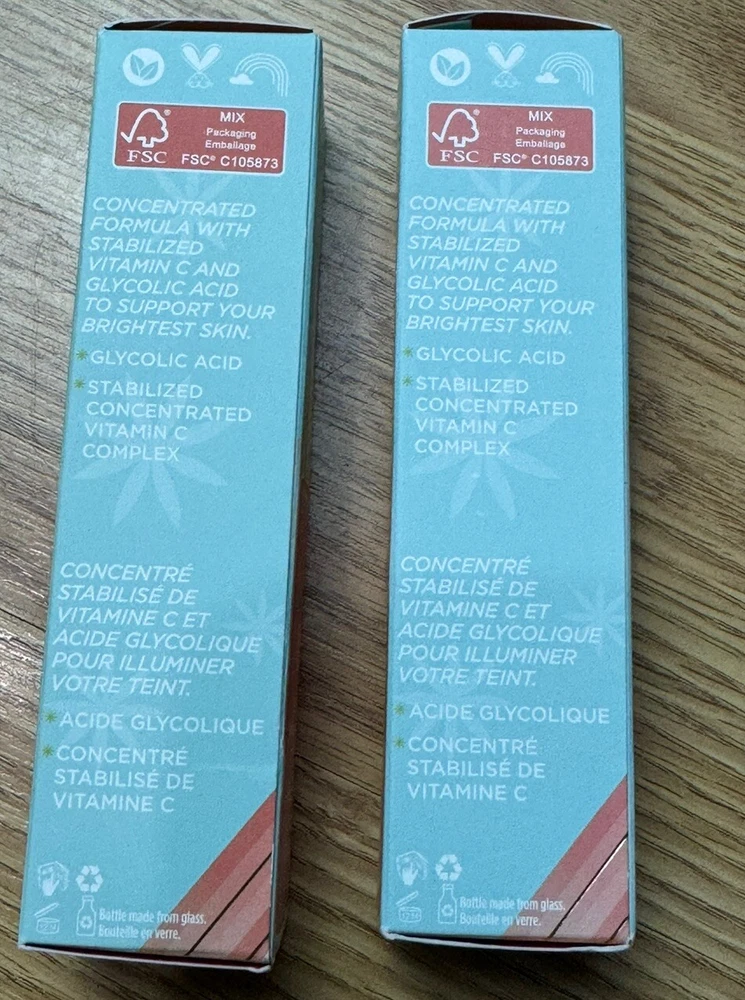 MIX
Packaging
Emballage
FSC
FSC® C105873
CONCENTRATED
FORMULA WITH
STABILIZED
VITAMIN C AND
GLYCOLIC ACID
TO SUPPORT YOUR
BRIGHTEST SKIN.
*GLYCOLIC ACID
*STABILIZED
CONCENTRATED
VITAMIN C
COMPLEX
CONCENTRÉ
STABILISÉ DE
VITAMINE C ET
ACIDE GLYCOLIQUE
POUR ILLUMINER
VOTRE TEINT.
*ACIDE GLYCOLIQUE
*CONCENTRÉ
STABILISÉ DE
VITAMINE C
12M
Bottle made from glass.
Bouteille en verre.
MIX
Packaging
Emballage
FSC
FSC® C105873
CONCENTRATED
FORMULA WITH
STABILIZED
VITAMIN C AND
GLYCOLIC ACID
TO SUPPORT YOUR
BRIGHTEST SKIN.
*GLYCOLIC ACID
*STABILIZED
CONCENTRATED
VITAMIN C
COMPLEX
CONCENTRÉ
STABILISÉ DE
VITAMINE C ET
ACIDE GLYCOLIQUE
POUR ILLUMINER
VOTRE TEINT.
*ACIDE GLYCOLIQUE
*CONCENTRÉ
STABILISÉ DE
VITAMINE C
12M
Bottle made from glass.
Bouteille en verre.